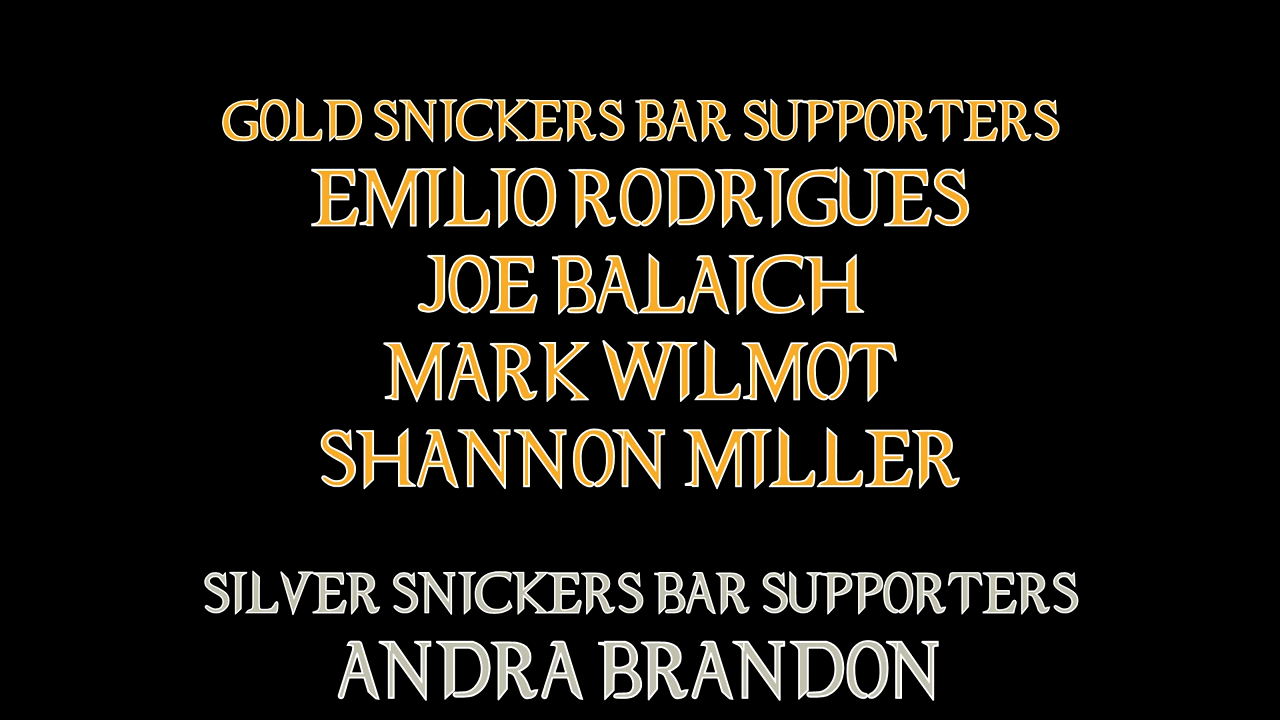 GOLD SNICKERS BAR SUPPORTERS
EMILIO RODRIGUES
JOE BALAICH
MARK WILMOT
SHANNON MILLER
SILVER SNICKERS BAR SUPPORTERS
ANDRA BRANDON